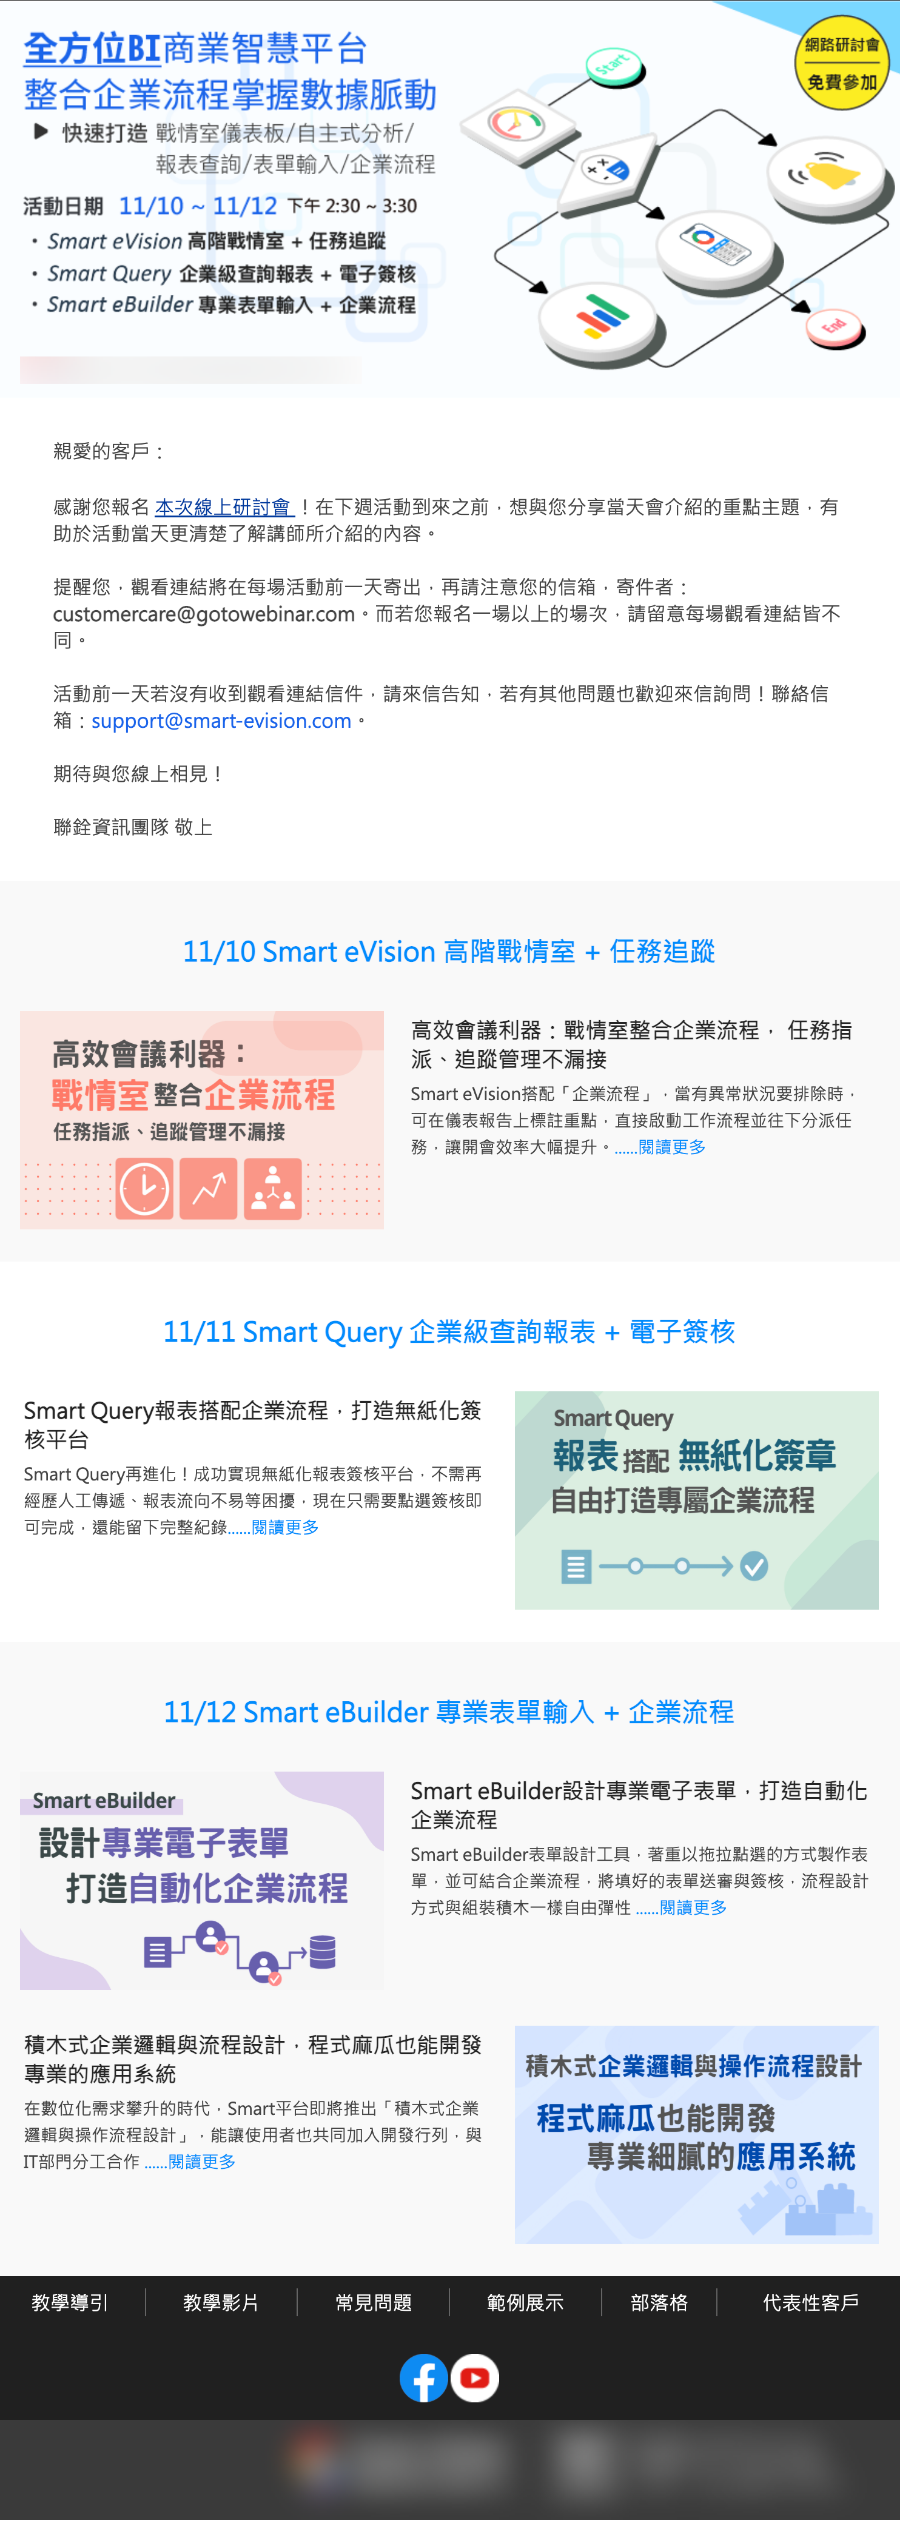 全方位BI商業智慧平台
整合企業流程掌握數據脈動
▶ 快速打造 戰情室儀表板/自主式分析/
報表查詢/表單輸入/企業流程
活動日期 11/10 ~ 11/12 下午 2:30 ~ 3:30
・Smart eVision 高階戰情室 + 任務追蹤
・Smart Query 企業級查詢報表 + 電子簽核
・Smart eBuilder 專業表單輸入 + 企業流程
網路研討會
免費參加
Start
End
親愛的客戶：
感謝您報名 本次線上研討會 ！在下週活動到來之前，想與您分享當天會介紹的重點主題，有
助於活動當天更清楚了解講師所介紹的內容。
提醒您，觀看連結將在每場活動前一天寄出，再請注意您的信箱，寄件者：
customercare@gotowebinar.com。而若您報名一場以上的場次，請留意每場觀看連結皆不
同。
活動前一天若沒有收到觀看連結信件，請來信告知，若有其他問題也歡迎來信詢問！聯絡信
箱：support@smart-evision.com。
期待與您線上相見！
聯銓資訊團隊 敬上
11/10 Smart eVision 高階戰情室 + 任務追蹤
高效會議利器：
戰情室 整合 企業流程
任務指派、追蹤管理不漏接
高效會議利器：戰情室整合企業流程， 任務指
派、追蹤管理不漏接
Smart eVision搭配「企業流程」，當有異常狀況要排除時，
可在儀表報告上標註重點，直接啟動工作流程並往下分派任
務，讓開會效率大幅提升。......閱讀更多
11/11 Smart Query 企業級查詢報表 + 電子簽核
Smart Query報表搭配企業流程，打造無紙化簽
核平台
Smart Query再進化！成功實現無紙化報表簽核平台，不需再
經歷人工傳遞、報表流向不易等困擾，現在只需要點選簽核即
可完成，還能留下完整紀錄......閱讀更多
Smart Query
報表 搭配 無紙化簽章
自由打造專屬企業流程
11/12 Smart eBuilder 專業表單輸入 + 企業流程
Smart eBuilder
設計專業電子表單
打造自動化企業流程
Smart eBuilder設計專業電子表單，打造自動化
企業流程
Smart eBuilder表單設計工具，著重以拖拉點選的方式製作表
單，並可結合企業流程，將填好的表單送審與簽核，流程設計
方式與組裝積木一樣自由彈性 ......閱讀更多
積木式企業邏輯與流程設計，程式麻瓜也能開發
專業的應用系統
在數位化需求攀升的時代，Smart平台即將推出「積木式企業
邏輯與操作流程設計」，能讓使用者也共同加入開發行列，與
IT部門分工合作 ......閱讀更多
積木式企業邏輯與操作流程設計
程式麻瓜也能開發
專業細膩的應用系統
教學導引
教學影片
常見問題
範例展示
部落格
代表性客戶